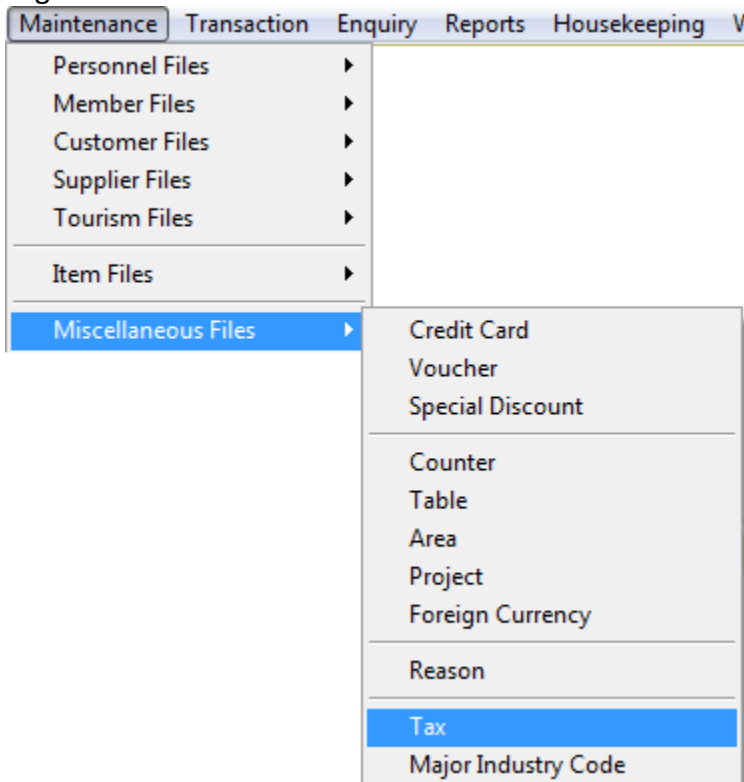 Maintenance Transaction Enquiry Reports Housekeeping
Personnel Files
Member Files
Customer Files
Supplier Files
Tourism Files
Item Files
Miscellaneous Files
Credit Card
Voucher
Special Discount
Counter
Table
Area
Project
Foreign Currency
Reason
Tax
Major Industry Code